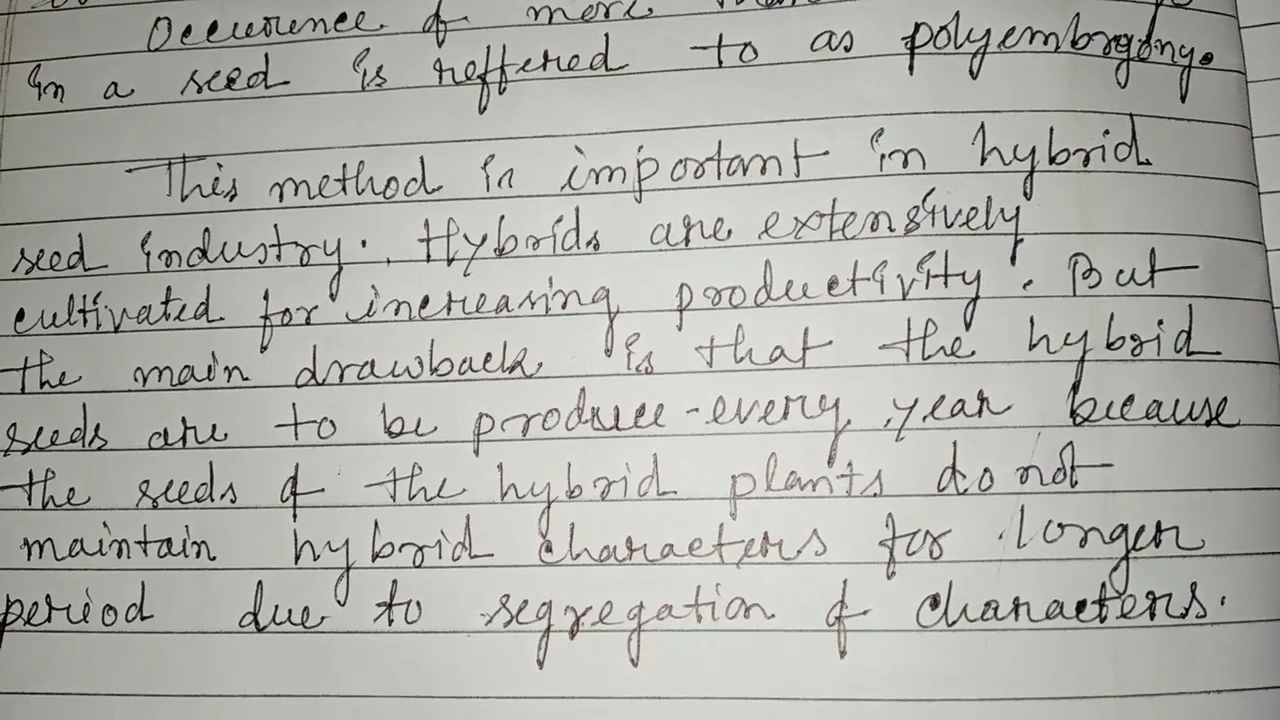 Occurence of more than
in a seed is reffered to as polyembryony.
This method is important in hybrid
seed industry. Hybrids are extensively
cultivated for increasing productivity. But
the main drawback is that the hybrid
seeds are to be produce-every year because
the seeds of the hybrid plants do not
maintain hybrid characters for longer
period due to segregation of characters.